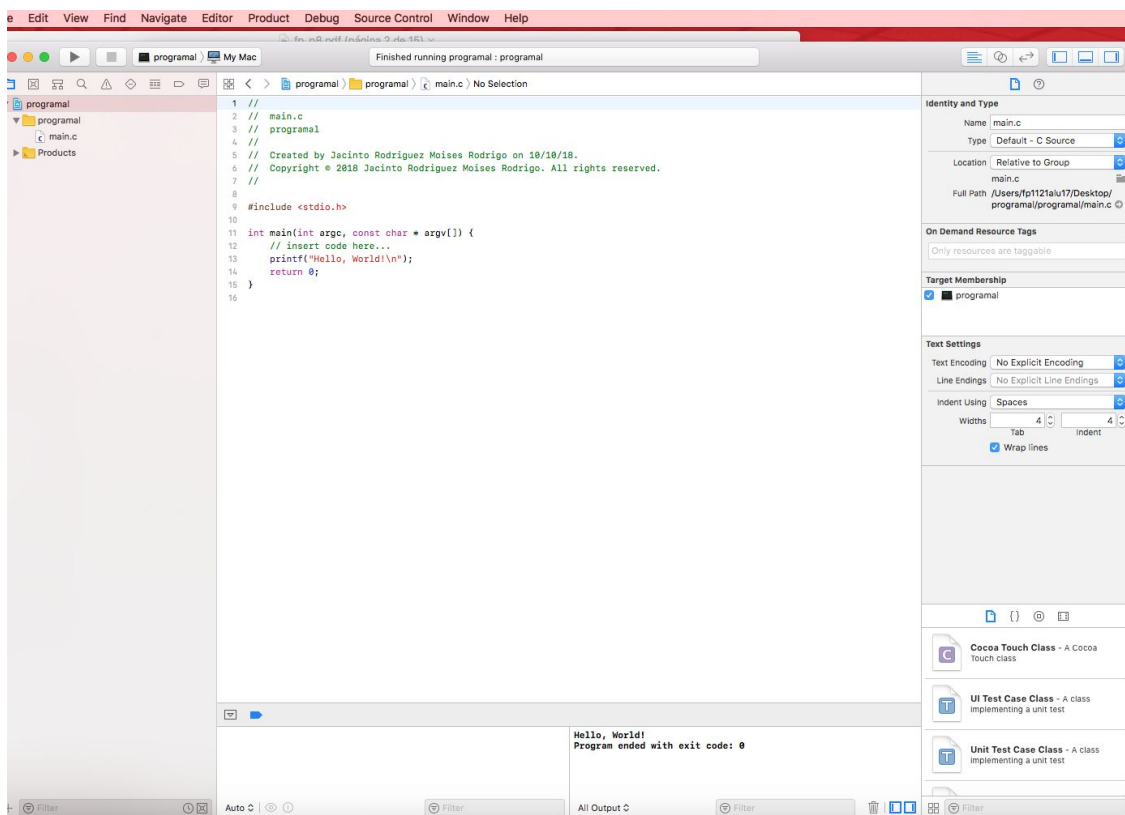 e Edit View Find Navigate Editor Product Debug Source Control Window Help
fp_p8.pdf (página 2 de 15)
programal My Mac Finished running programal : programal
programal programal main.c No Selection
programal
programal
main.c
Products
1 //
2 // main.c
3 // programal
4 //
5 // Created by Jacinto Rodriguez Moises Rodrigo on 10/10/18.
6 // Copyright © 2018 Jacinto Rodriguez Moises Rodrigo. All rights reserved.
7 //
8
9 #include <stdio.h>
10
11 int main(int argc, const char * argv[]) {
12 // insert code here...
13 printf("Hello, World!\n");
14 return 0;
15 }
16
Identity and Type
Name main.c
Type Default - C Source
Location Relative to Group
main.c
Full Path /Users/fp1121alu17/Desktop/
programal/programal/main.c
On Demand Resource Tags
Only resources are taggable
Target Membership
programal
Text Settings
Text Encoding No Explicit Encoding
Line Endings No Explicit Line Endings
Indent Using Spaces
Widths 4 4
Tab Indent
Wrap lines
Cocoa Touch Class - A Cocoa
Touch class
UI Test Case Class - A class
implementing a unit test
Unit Test Case Class - A class
implementing a unit test
Hello, World!
Program ended with exit code: 0
Filter Auto Filter All Output Filter Filter